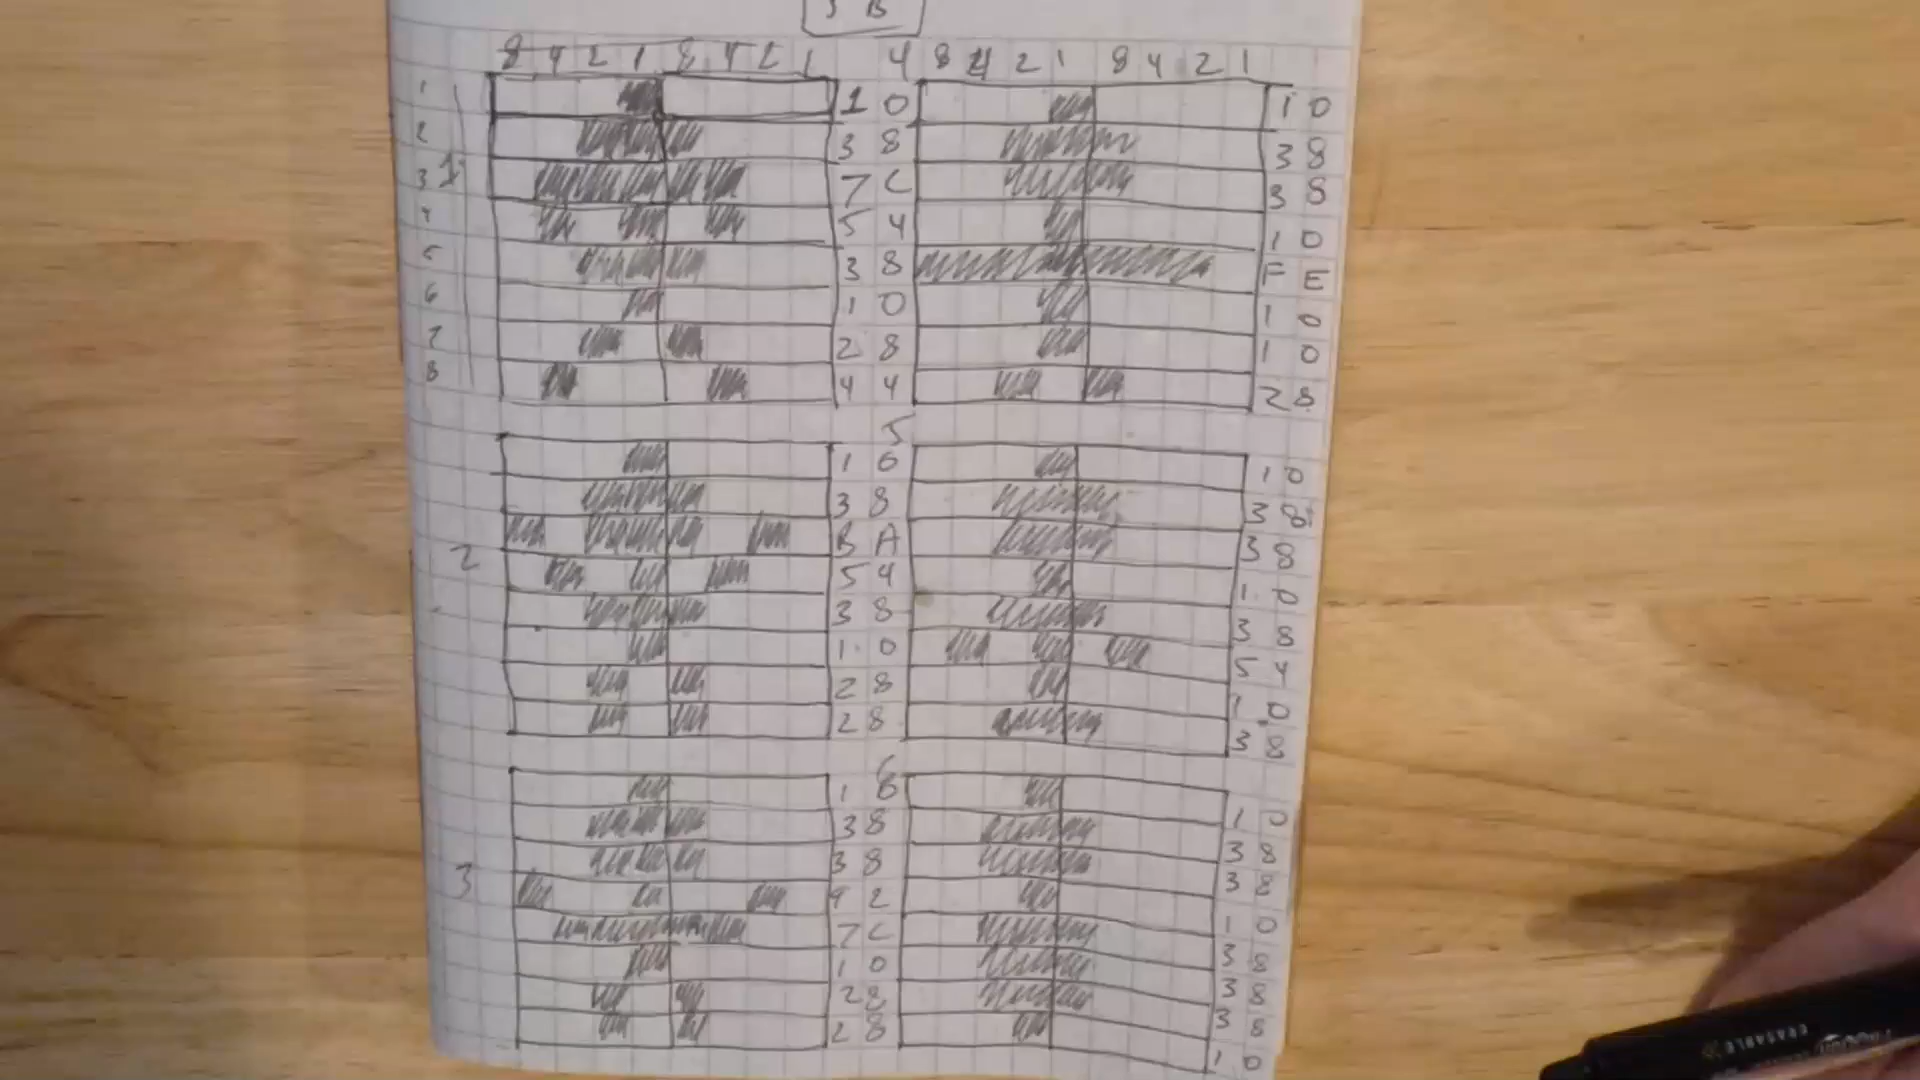 8 4 2 1 8 4 2 1 4 8 4 2 1 8 4 2 1
1 1 0 1 0
2 3 8 3 8
3 1 7 C 3 8
4 5 4 1 0
5 3 8 F E
6 1 0 1 0
7 2 8 1 0
8 4 4 2 8
5
1 0 1 0
3 8 3 8
B A 3 8
2 5 4 1 0
3 8 3 8
1 0 5 4
2 8 1 0
2 8 3 8
6
1 0 1 0
3 8 3 8
3 8 3 8
3 9 2 1 0
7 C 3 8
1 0 3 8
2 8 3 8
2 8 1 0
ERASABLE